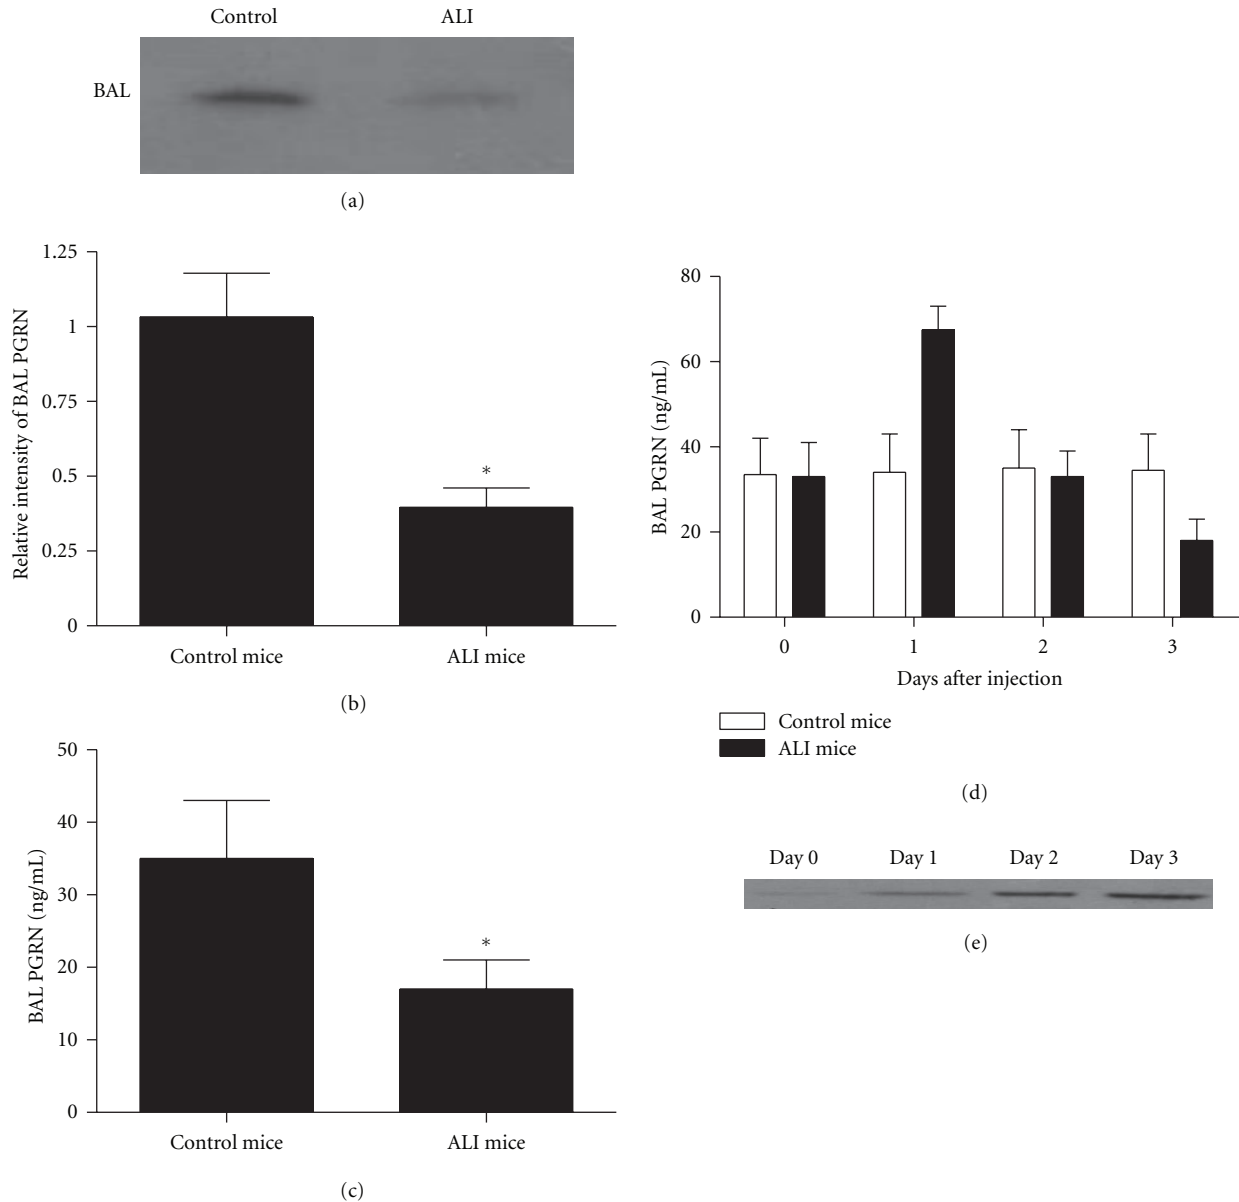 Control ALI
BAL
(a)
1.25
1
0.75
0.5
0.25
0
Relative intensity of BAL PGRN
*
Control mice ALI mice
(b)
50
40
30
20
10
0
BAL PGRN (ng/mL)
*
Control mice ALI mice
(c)
80
60
40
20
0
BAL PGRN (ng/mL)
0 1 2 3
Days after injection
Control mice
ALI mice
(d)
Day 0 Day 1 Day 2 Day 3
(e)